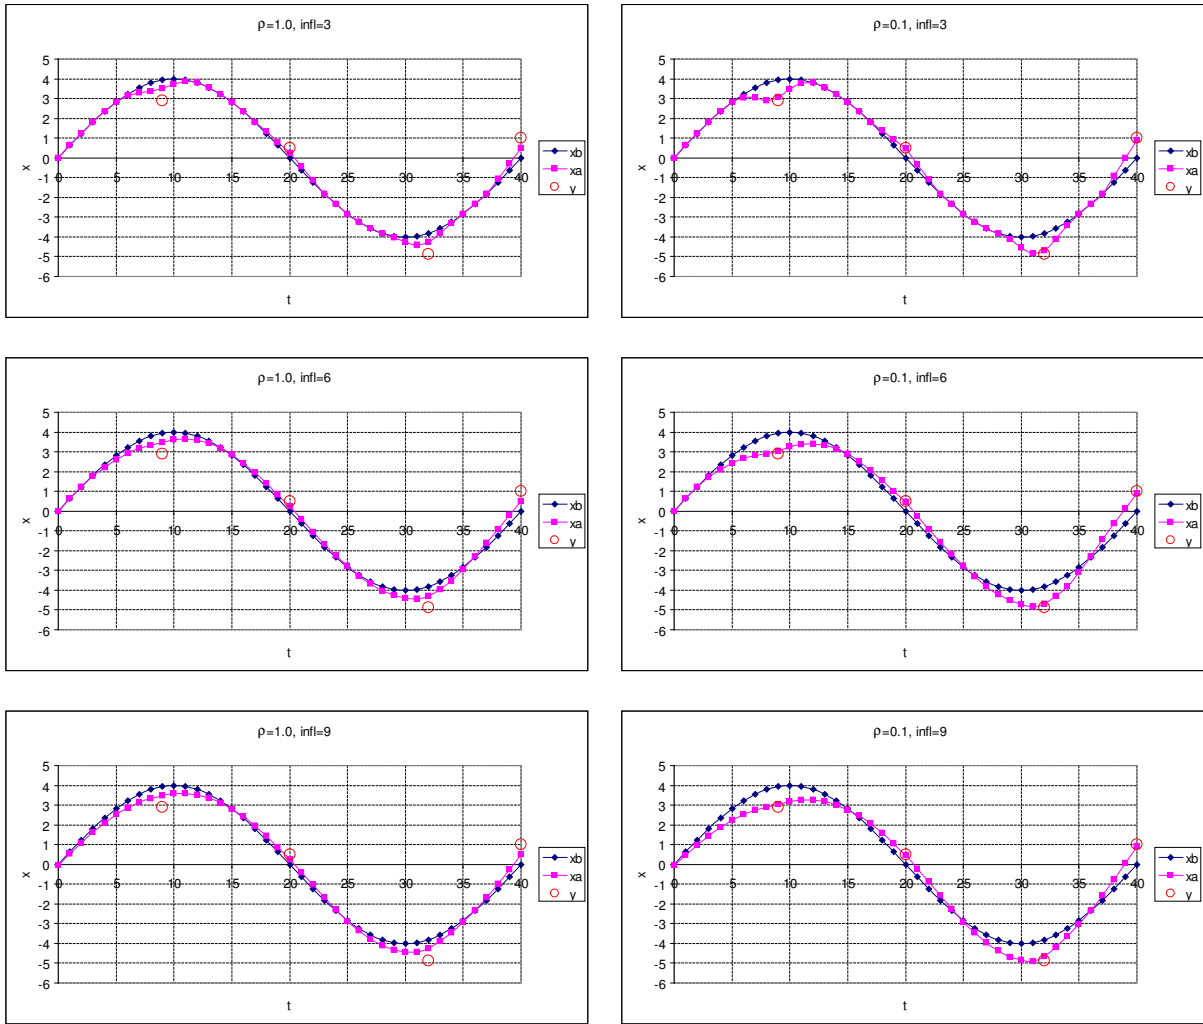 ρ=1.0, infl=3
5
4
3
2
1
0
-1
-2
-3
-4
-5
-6
x
0 5 10 15 20 25 30 35 40
t
xb
xa
y
ρ=0.1, infl=3
5
4
3
2
1
0
-1
-2
-3
-4
-5
-6
x
0 5 10 15 20 25 30 35 40
t
xb
xa
y
ρ=1.0, infl=6
5
4
3
2
1
0
-1
-2
-3
-4
-5
-6
x
0 5 10 15 20 25 30 35 40
t
xb
xa
y
ρ=0.1, infl=6
5
4
3
2
1
0
-1
-2
-3
-4
-5
-6
x
0 5 10 15 20 25 30 35 40
t
xb
xa
y
ρ=1.0, infl=9
5
4
3
2
1
0
-1
-2
-3
-4
-5
-6
x
0 5 10 15 20 25 30 35 40
t
xb
xa
y
ρ=0.1, infl=9
5
4
3
2
1
0
-1
-2
-3
-4
-5
-6
x
0 5 10 15 20 25 30 35 40
t
xb
xa
y